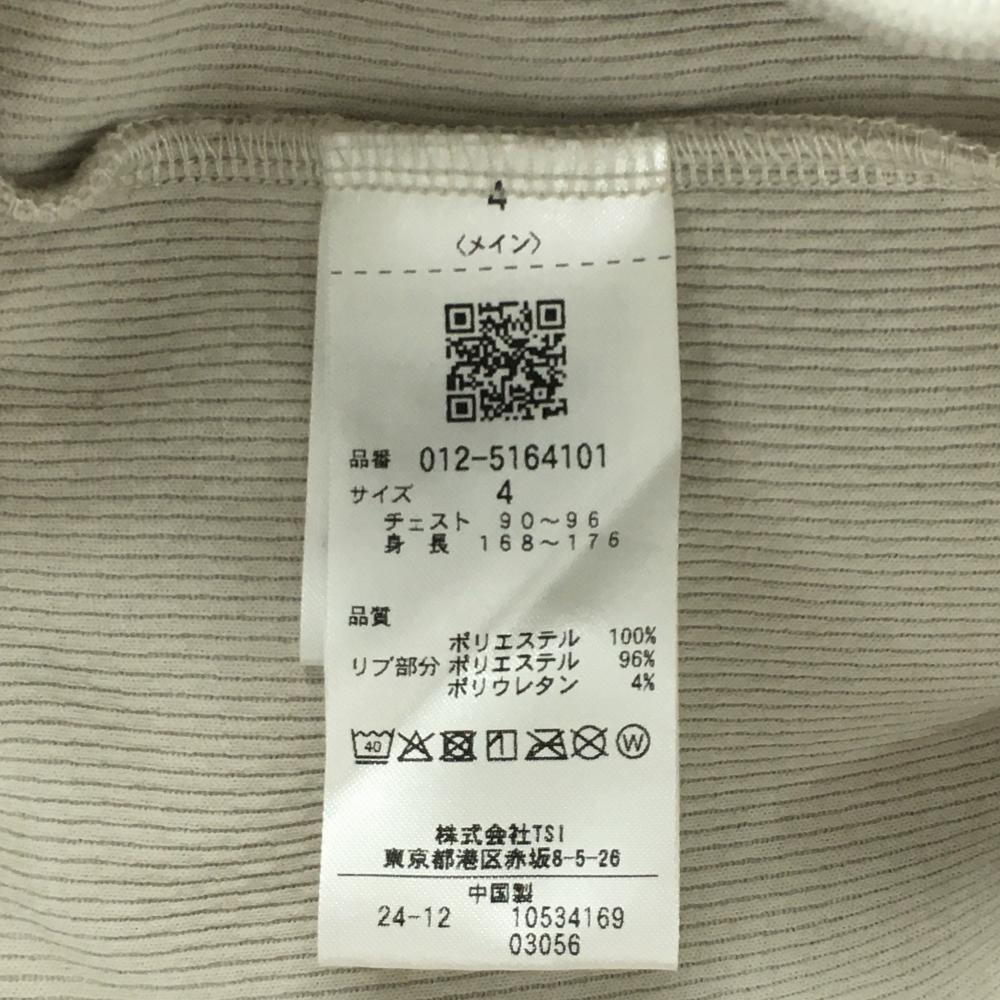 4
〈メイン〉
品番 012-5164101
サイズ 4
チェスト 90～96
身 長 168～176
品質
ポリエステル 100%
リブ部分 ポリエステル 96%
ポリウレタン 4%
40 W
株式会社TSI
東京都港区赤坂8-5-26
中国製
24-12 10534169
03056